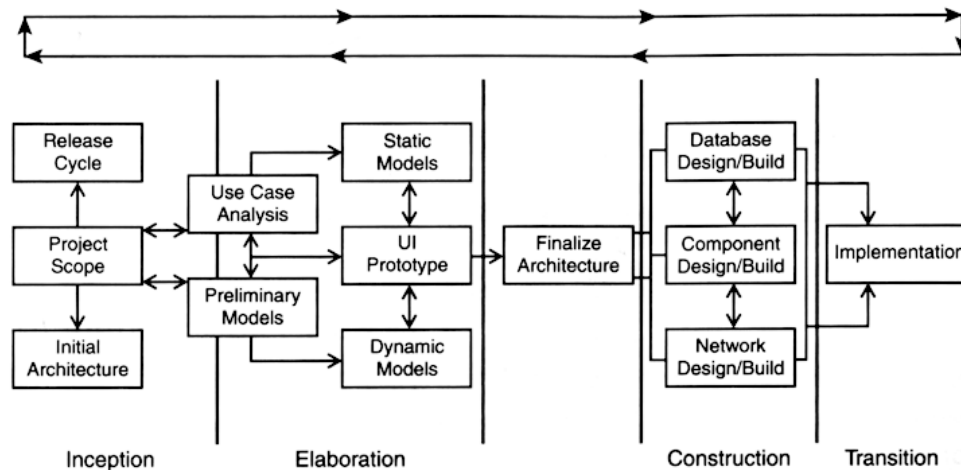 Release
Cycle
Project
Scope
Initial
Architecture
Use Case
Analysis
Preliminary
Models
Static
Models
UI
Prototype
Dynamic
Models
Finalize
Architecture
Database
Design/Build
Component
Design/Build
Network
Design/Build
Implementation
Inception
Elaboration
Construction
Transition